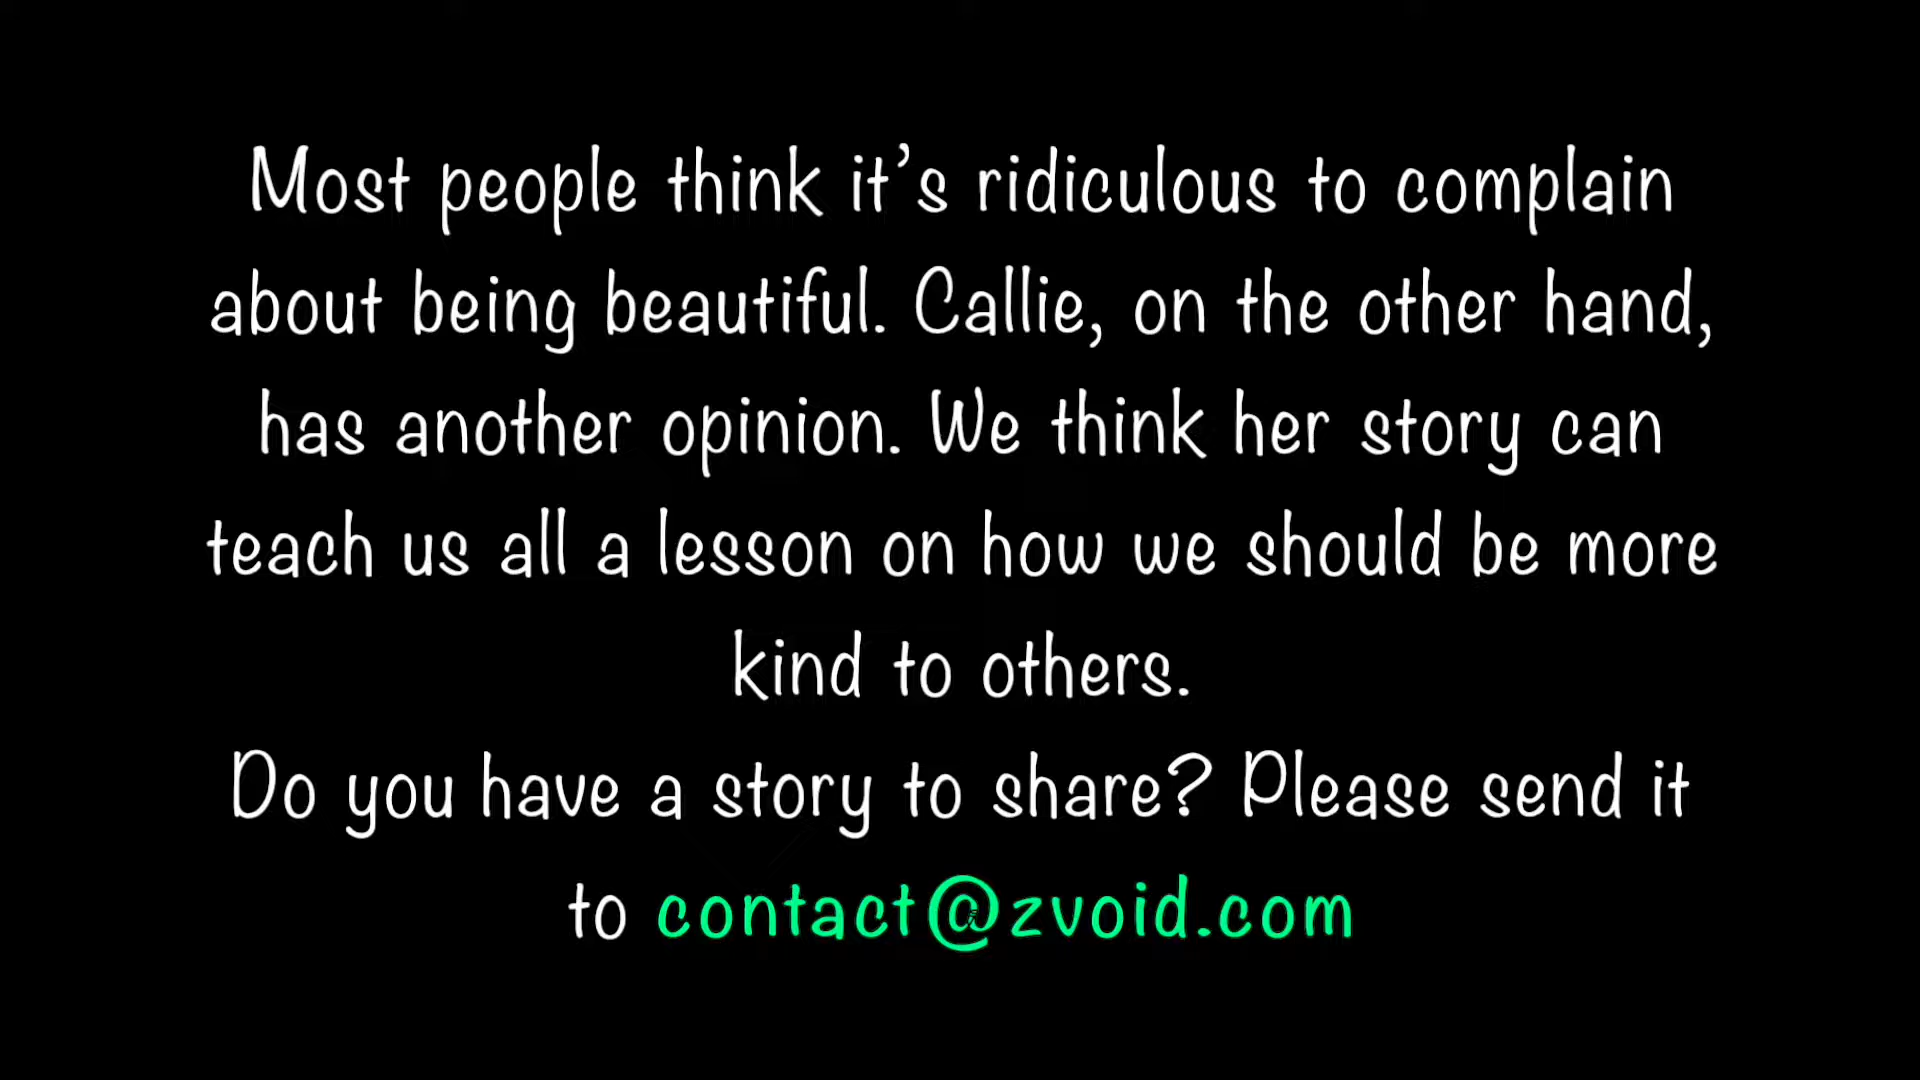 Most people think it’s ridiculous to complain
about being beautiful. Callie, on the other hand,
has another opinion. We think her story can
teach us all a lesson on how we should be more
kind to others.
Do you have a story to share? Please send it
to contact@zvoid.com